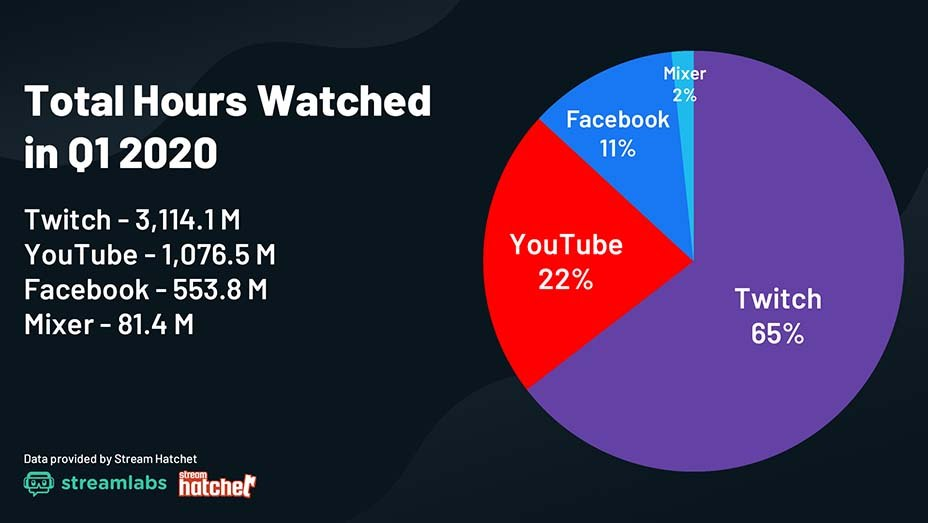 Total Hours Watched
in Q1 2020
Twitch - 3,114.1 M
YouTube - 1,076.5 M
Facebook - 553.8 M
Mixer - 81.4 M
Mixer
2%
Facebook
11%
YouTube
22%
Twitch
65%
Data provided by Stream Hatchet
streamlabs
stream
hatchet